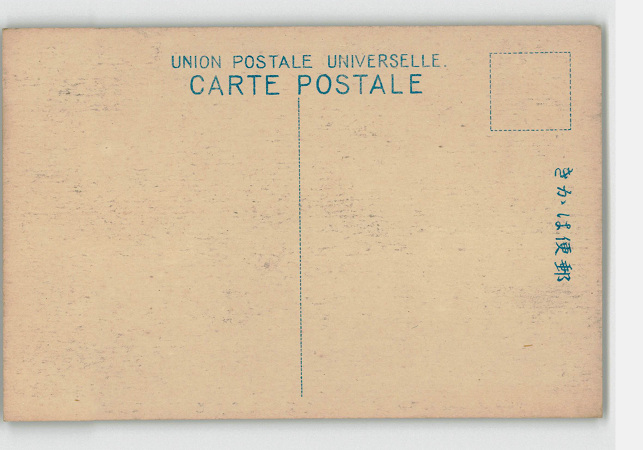 UNION POSTALE UNIVERSELLE.
CARTE POSTALE
きかは便郵